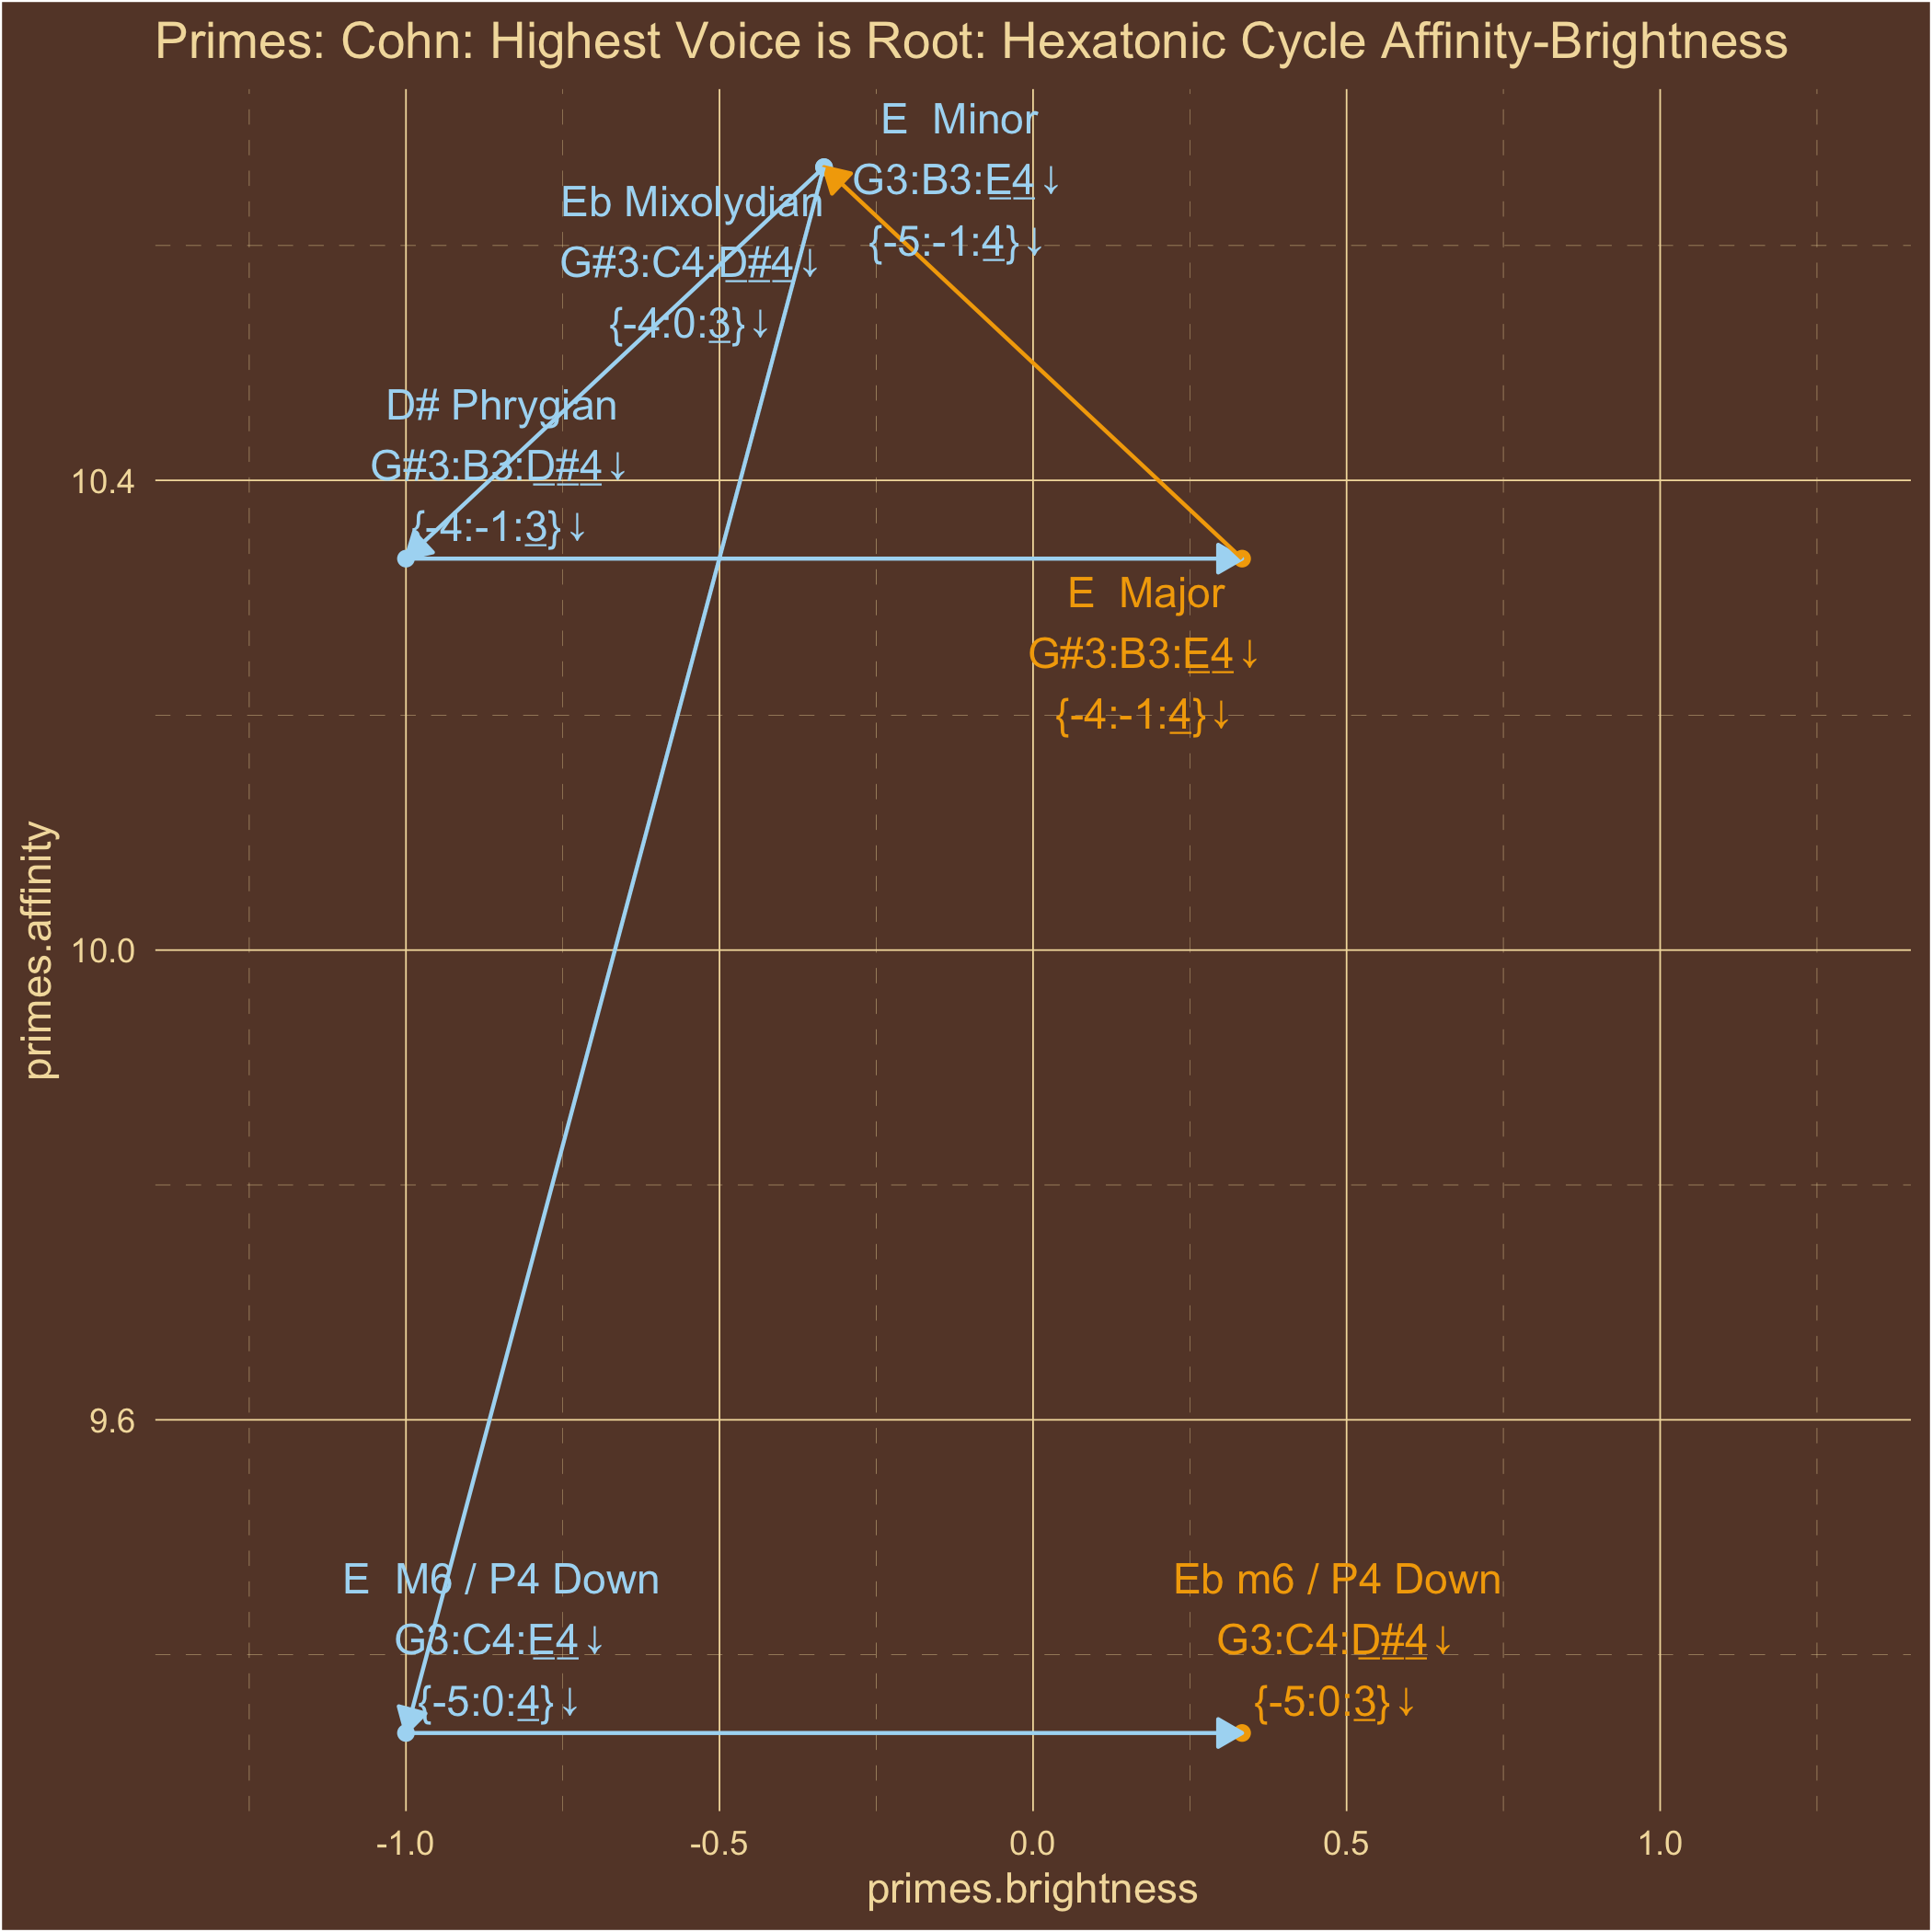 Primes: Cohn: Highest Voice is Root: Hexatonic Cycle Affinity-Brightness
E  Minor
G3:B3:E4↓
{-5:-1:4}↓
Eb Mixolydian
G#3:C4:D#4↓
{-4:0:3}↓
D# Phrygian
G#3:B3:D#4↓
{-4:-1:3}↓
E  Major
G#3:B3:E4↓
{-4:-1:4}↓
E  M6 / P4 Down
G3:C4:E4↓
{-5:0:4}↓
Eb m6 / P4 Down
G3:C4:D#4↓
{-5:0:3}↓
primes.affinity
10.4
10.0
9.6
-1.0
-0.5
0.0
0.5
1.0
primes.brightness